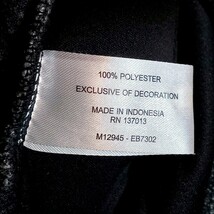 100% POLYESTER
EXCLUSIVE OF DECORATION
MADE IN INDONESIA
RN 137013
M12945 - EB7302